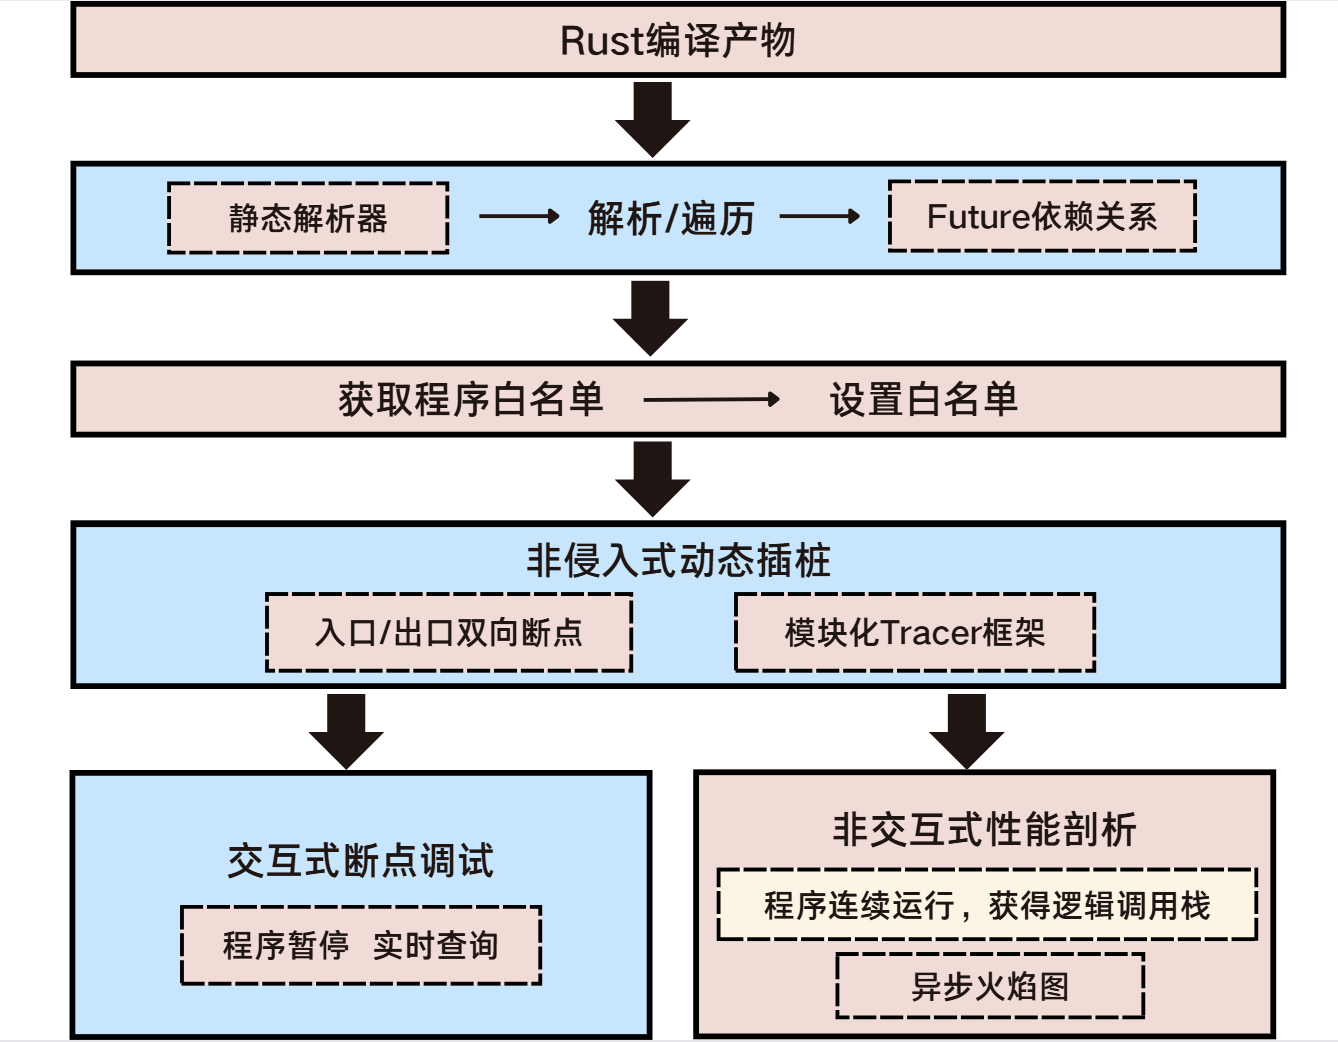 Rust编译产物
静态解析器 解析/遍历 Future依赖关系
获取程序白名单 设置白名单
非侵入式动态插桩
入口/出口双向断点 模块化Tracer框架
交互式断点调试
程序暂停 实时查询
非交互式性能剖析
程序连续运行，获得逻辑调用栈
异步火焰图